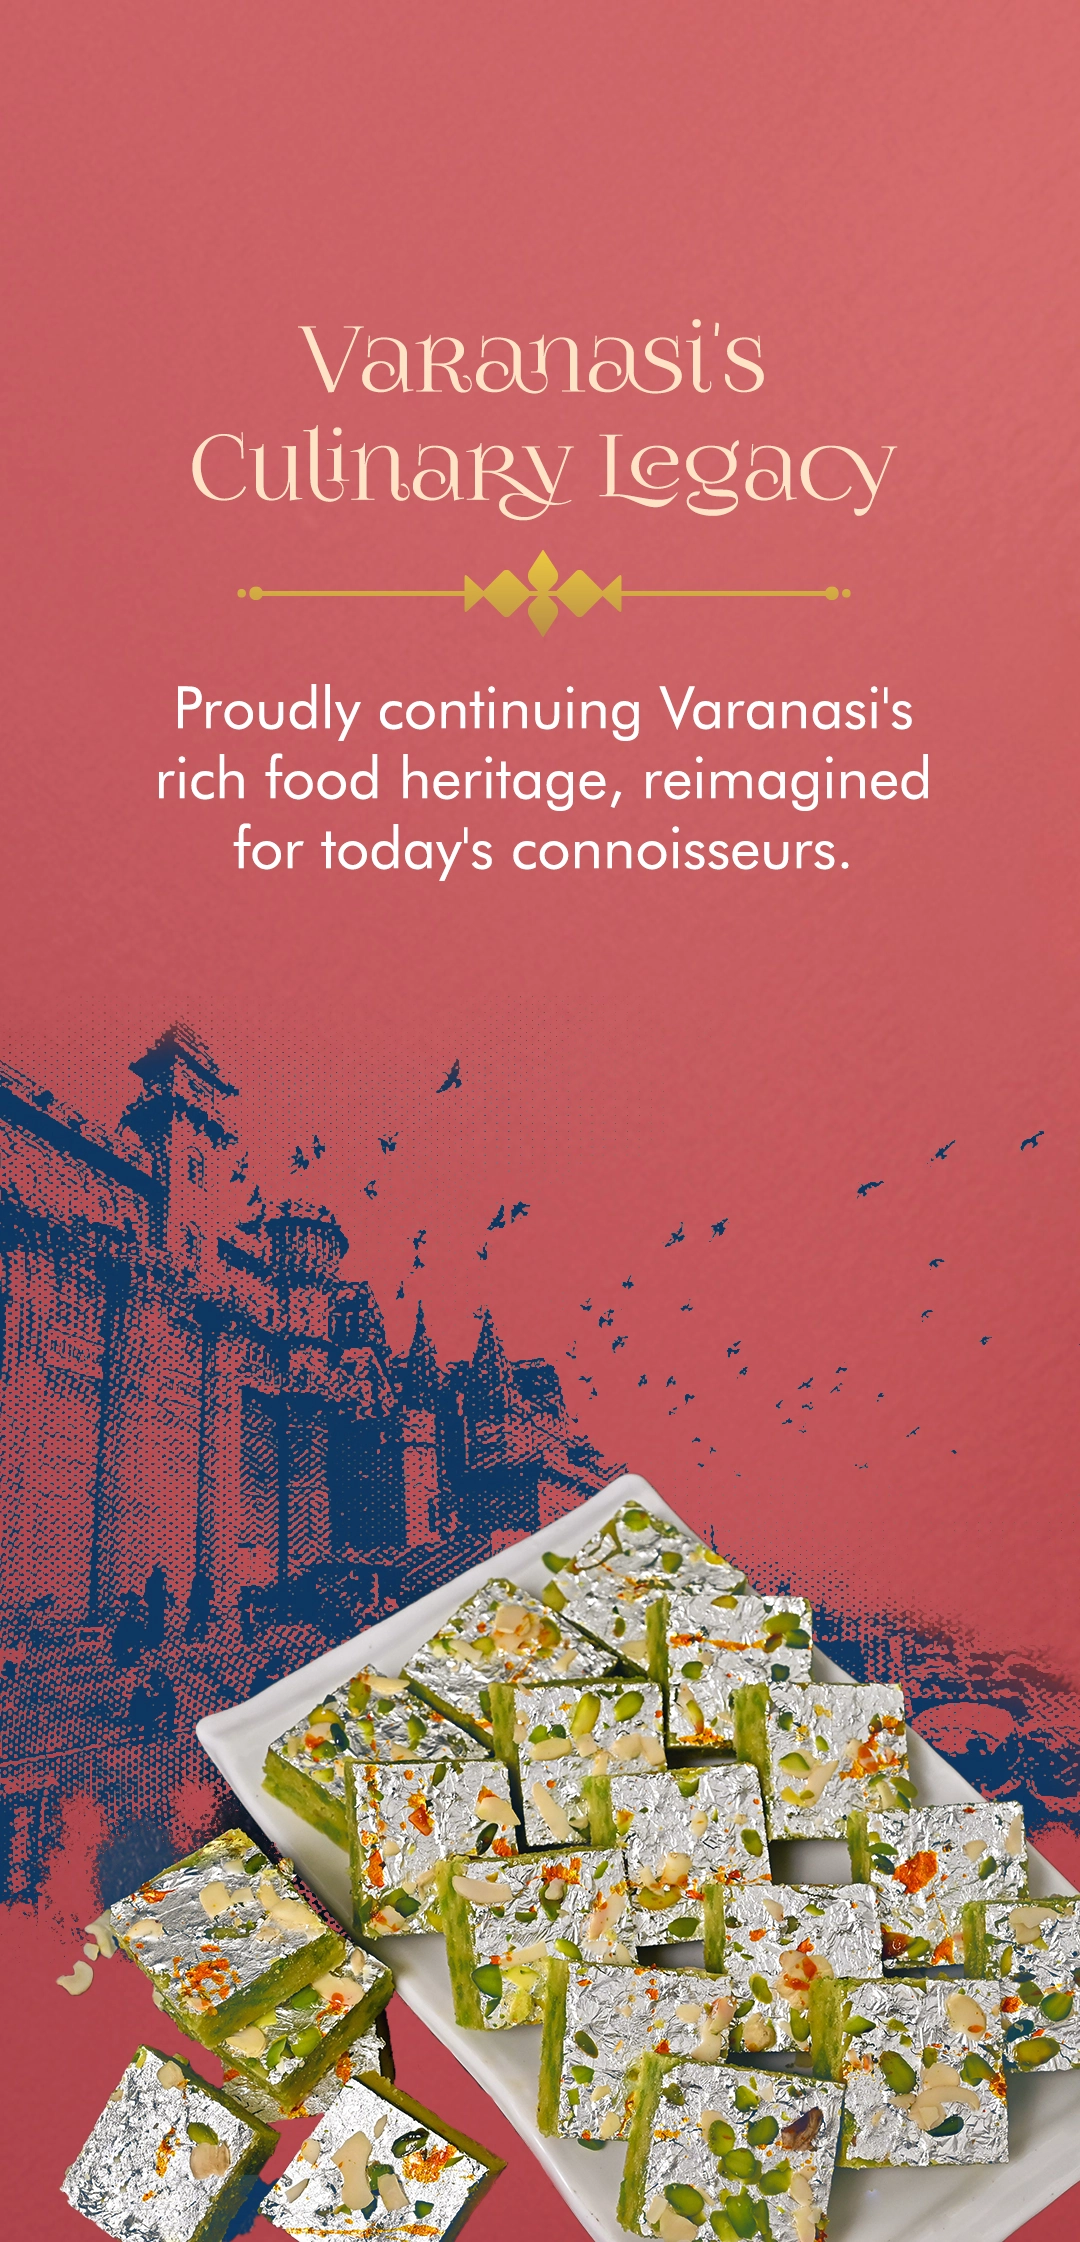 Varanasi's
Culinary Legacy
Proudly continuing Varanasi's
rich food heritage, reimagined
for today's connoisseurs.